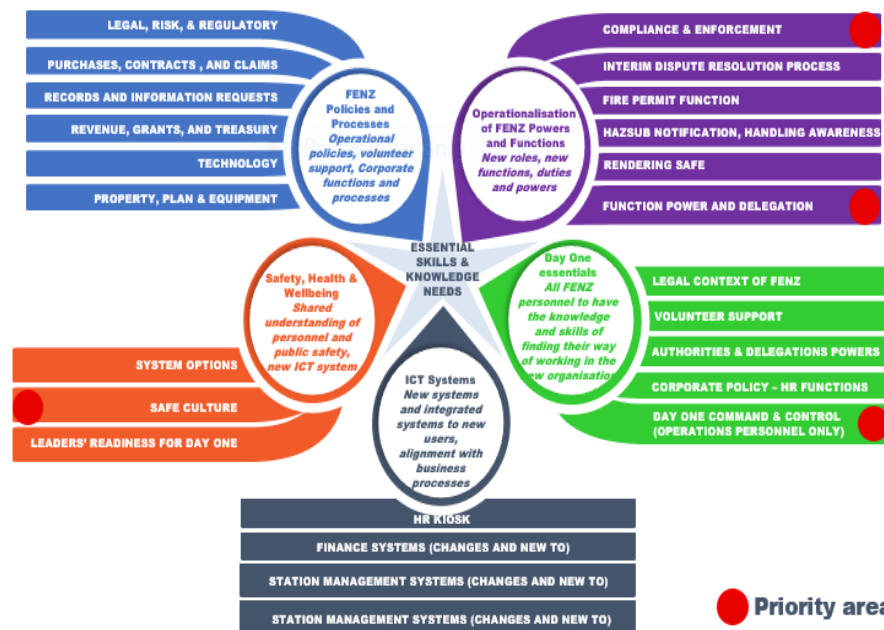 LEGAL, RISK, & REGULATORY
PURCHASES, CONTRACTS , AND CLAIMS
RECORDS AND INFORMATION REQUESTS
REVENUE, GRANTS, AND TREASURY
TECHNOLOGY
PROPERTY, PLAN & EQUIPMENT
FENZ
Policies and
Processes
Operational
policies, volunteer
support, Corporate
functions and
processes
Operationalisation
of FENZ Powers
and Functions
New roles, new
functions, duties
and powers
COMPLIANCE & ENFORCEMENT
INTERIM DISPUTE RESOLUTION PROCESS
FIRE PERMIT FUNCTION
HAZSUB NOTIFICATION, HANDLING AWARENESS
RENDERING SAFE
FUNCTION POWER AND DELEGATION
ESSENTIAL
SKILLS &
KNOWLEDGE
NEEDS
Safety, Health &
Wellbeing
Shared
understanding of
personnel and
public safety,
new ICT system
SYSTEM OPTIONS
SAFE CULTURE
LEADERS' READINESS FOR DAY ONE
Day One
essentials
All FENZ
personnel to have
the knowledge
and skills of
finding their way
of working in the
new organisation
LEGAL CONTEXT OF FENZ
VOLUNTEER SUPPORT
AUTHORITIES & DELEGATIONS POWERS
CORPORATE POLICY – HR FUNCTIONS
DAY ONE COMMAND & CONTROL
(OPERATIONS PERSONNEL ONLY)
ICT Systems
New systems
and integrated
systems to new
users,
alignment with
business
processes
HR KIOSK
FINANCE SYSTEMS (CHANGES AND NEW TO)
STATION MANAGEMENT SYSTEMS (CHANGES AND NEW TO)
STATION MANAGEMENT SYSTEMS (CHANGES AND NEW TO)
Priority area